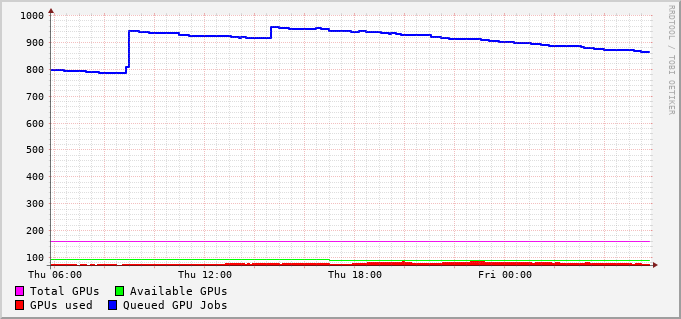 1000
900
800
700
600
500
400
300
200
100
Thu 06:00 Thu 12:00 Thu 18:00 Fri 00:00
Total GPUs Available GPUs
GPUs used Queued GPU Jobs
RRDTOOL / TOBI OETIKER